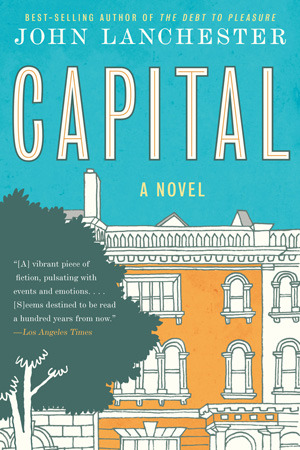 BEST-SELLING AUTHOR OF THE DEBT TO PLEASURE
JOHN LANCHESTER
CAPITAL
A NOVEL
“[A] vibrant piece of
fiction, pulsating with
events and emotions. . . .
[S]eems destined to be read
a hundred years from now.”
—Los Angeles Times